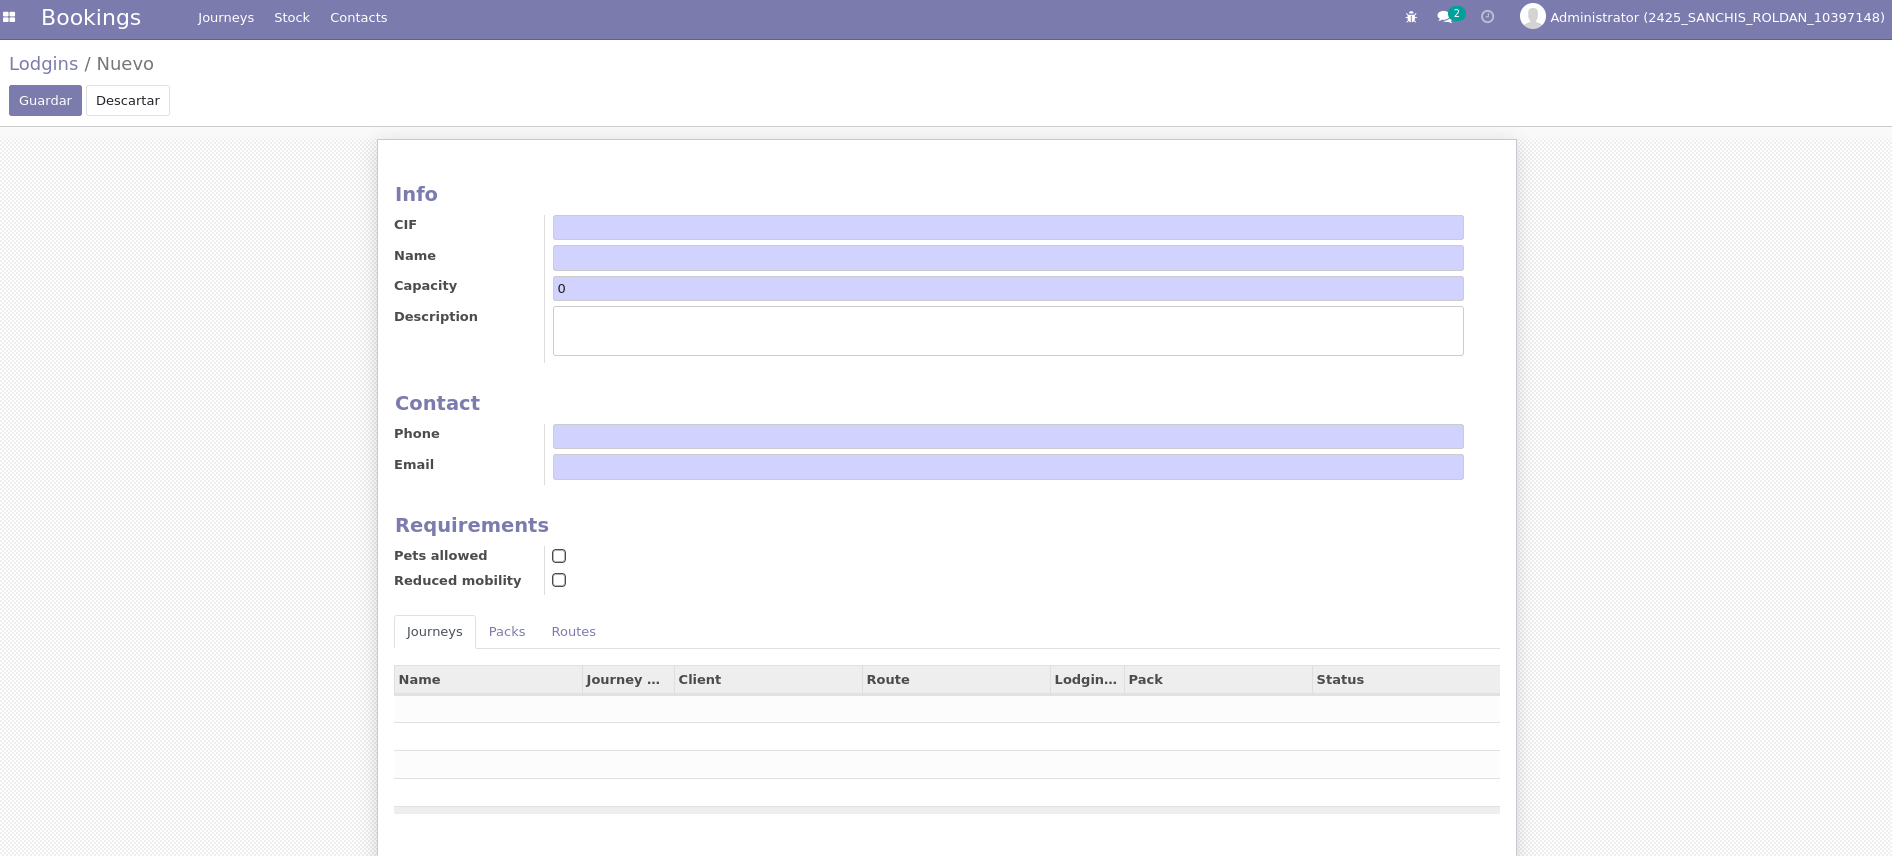 Bookings Journeys Stock Contacts 2 Administrator (2425_SANCHIS_ROLDAN_10397148)
Lodgins / Nuevo
Guardar Descartar
Info
CIF
Name
Capacity 0
Description
Contact
Phone
Email
Requirements
Pets allowed
Reduced mobility
Journeys Packs Routes
Name Journey ... Client Route Lodgin... Pack Status